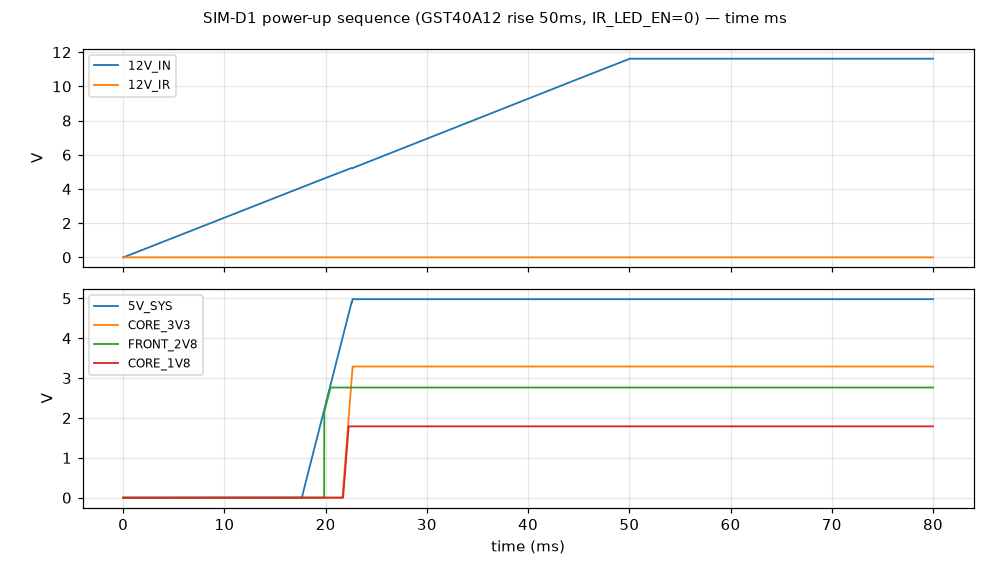 SIM-D1 power-up sequence (GST40A12 rise 50ms, IR_LED_EN=0) — time ms
12
10
8
6
4
2
0
V
12V_IN
12V_IR
5
4
3
2
1
0
V
5V_SYS
CORE_3V3
FRONT_2V8
CORE_1V8
0 10 20 30 40 50 60 70 80
time (ms)